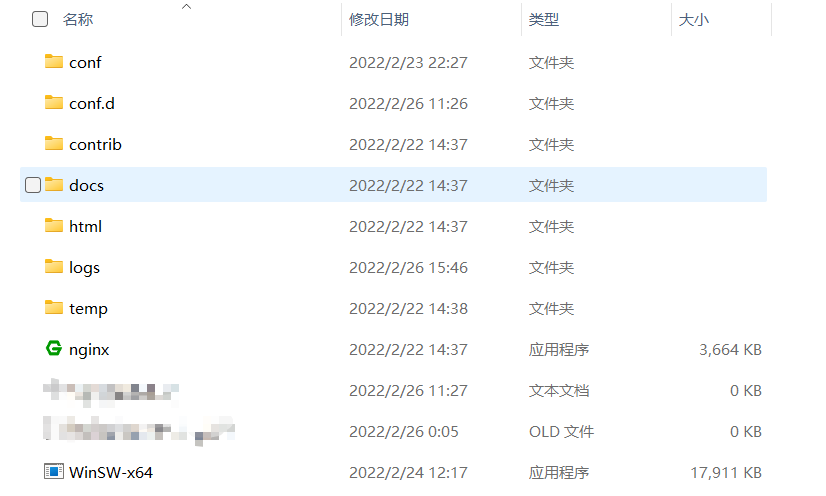 名称 修改日期 类型 大小
conf 2022/2/23 22:27 文件夹
conf.d 2022/2/26 11:26 文件夹
contrib 2022/2/22 14:37 文件夹
docs 2022/2/22 14:37 文件夹
html 2022/2/22 14:37 文件夹
logs 2022/2/26 15:46 文件夹
temp 2022/2/22 14:38 文件夹
nginx 2022/2/22 14:37 应用程序 3,664 KB
2022/2/26 11:27 文本文档 0 KB
2022/2/26 0:05 OLD 文件 0 KB
WinSW-x64 2022/2/24 12:17 应用程序 17,911 KB